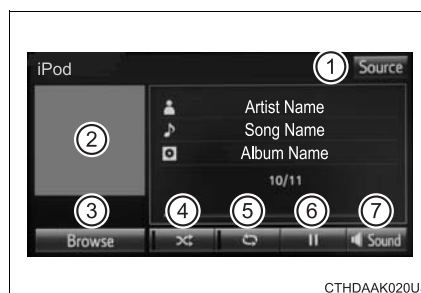 iPod
1 Source
Artist Name
2 Song Name
Album Name
10/11
3 4 5 6 7
Browse Sound
CTHDAAK020U